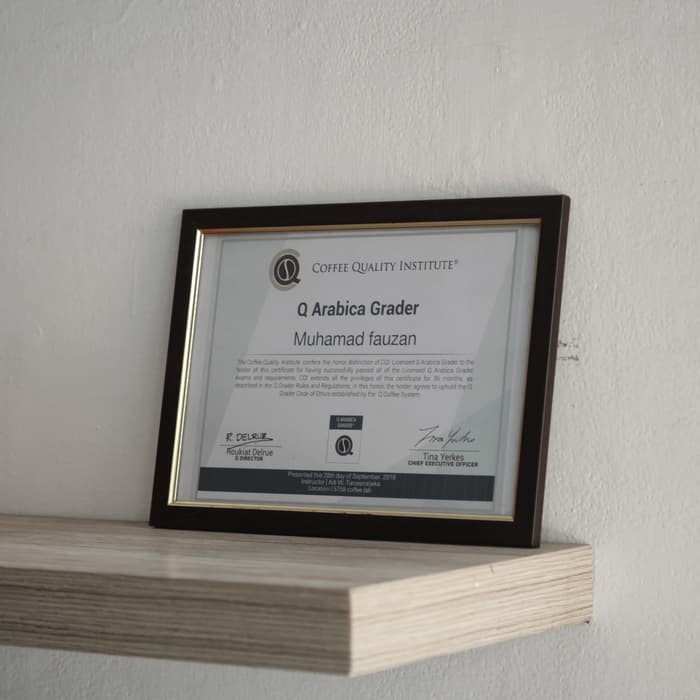 COFFEE QUALITY INSTITUTE®
Q Arabica Grader
Muhamad fauzan
The Coffee Quality Institute confers the honor distinction of CQI Licensed Q Arabica Grader to the
holder of this certificate for having successfully passed all of the Licensed Q Arabica Grader
exams and requirements. CQI extends all the privileges of this certificate for 36 months, as
described in the Q Grader Rules and Regulations. In this honor, the holder agrees to uphold the Q
Grader Code of Ethics established by the Q Coffee System.
Q ARABICA
GRADER
R. DELRUE
Roukiat Delrue
Q DIRECTOR
Tina Yerkes
Tina Yerkes
CHIEF EXECUTIVE OFFICER
Presented this 28th day of September, 2018
Instructor | Adi W. Taroepratjeka
Location | 5758 coffee lab